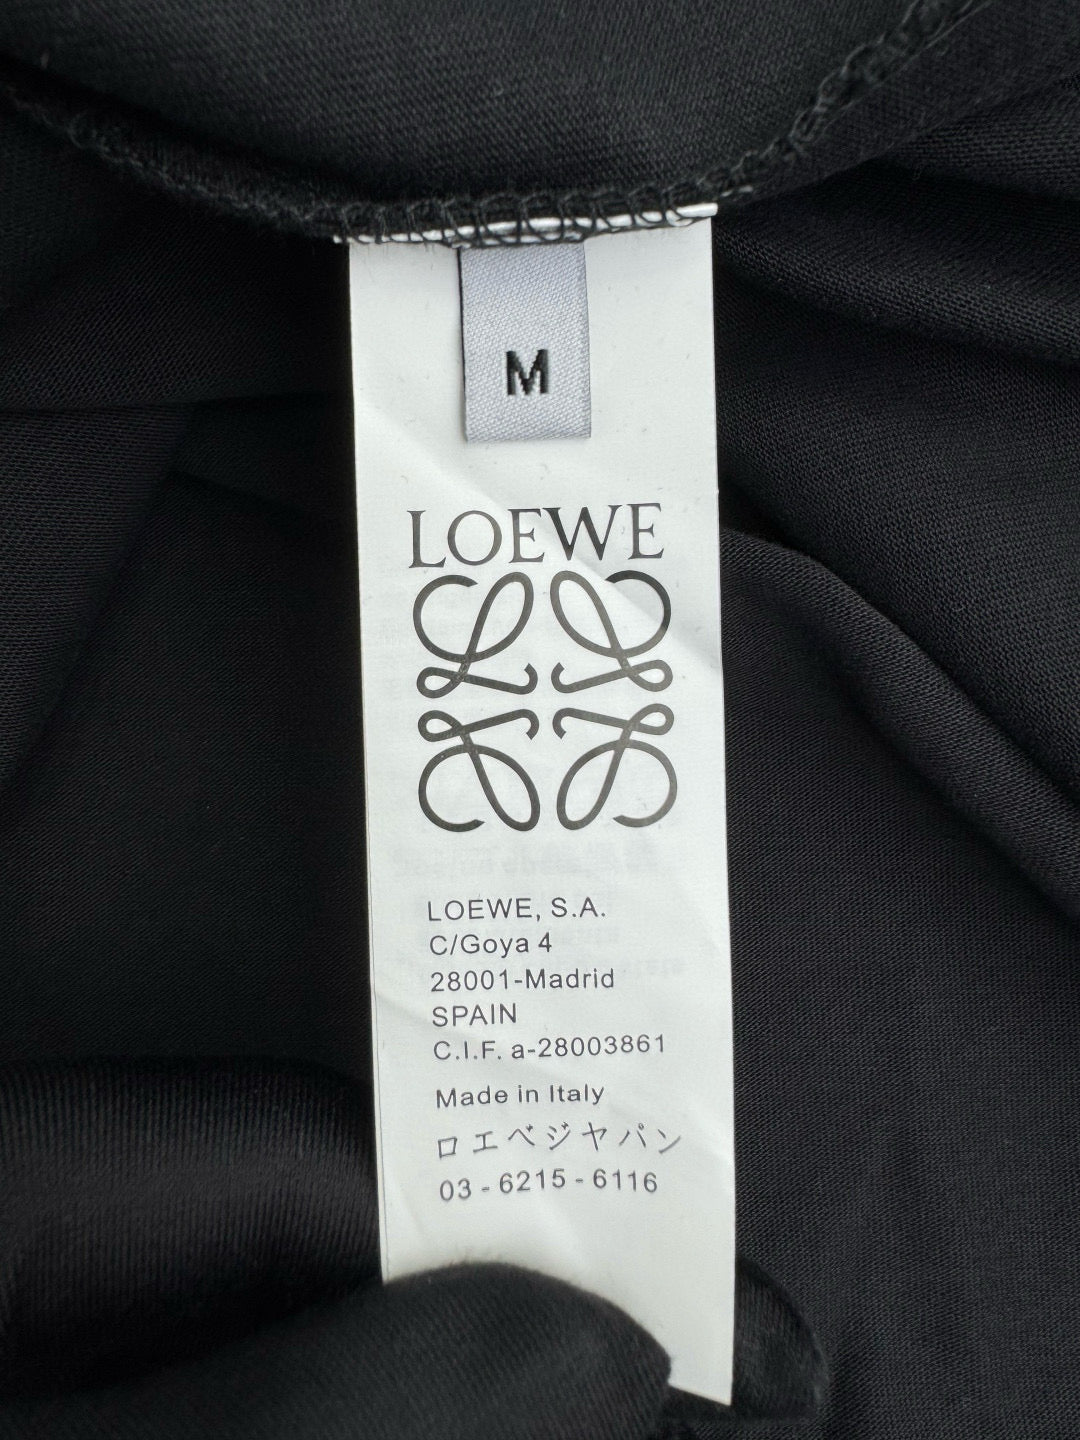 M
LOEWE
LOEWE, S.A.
C/Goya 4
28001-Madrid
SPAIN
C.I.F. a-28003861
Made in Italy
ロエベジャパン
03 - 6215 - 6116